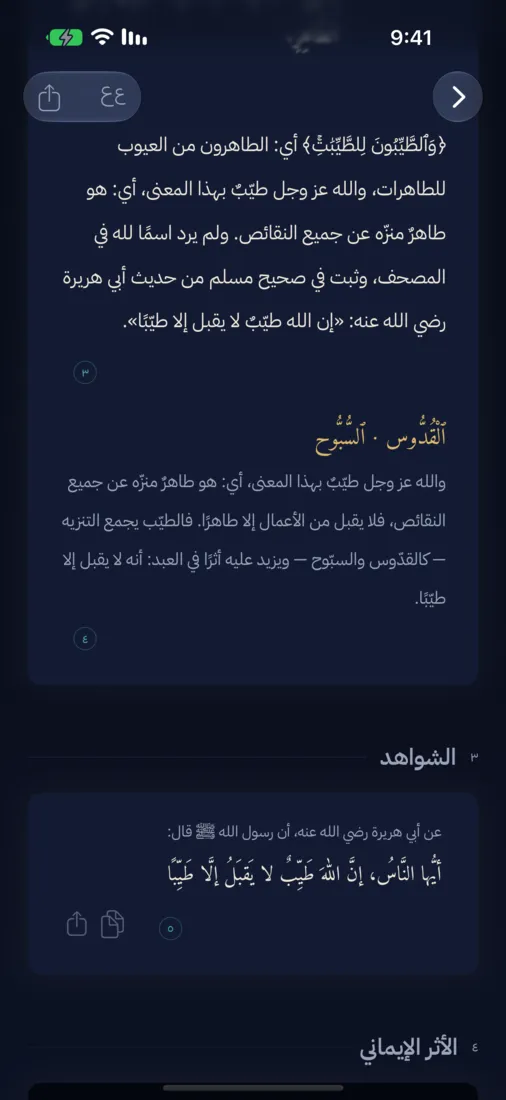 9:41
عع
﴿وَٱلطَّيِّبُونَ لِلطَّيِّبَٰتِۚ﴾ أي: الطاهرون من العيوب
للطاهرات، والله عز وجل طيّبٌ بهذا المعنى، أي: هو
طاهرٌ منزّه عن جميع النقائص. ولم يرد اسمًا لله في
المصحف، وثبت في صحيح مسلم من حديث أبي هريرة
رضي الله عنه: «إن الله طيّبٌ لا يقبل إلا طيّبًا».
٣
ٱلْقُدُّوس · ٱلسُّبُّوح
والله عز وجل طيّبٌ بهذا المعنى، أي: هو طاهرٌ منزّه عن جميع
النقائص، فلا يقبل من الأعمال إلا طاهرًا. فالطيّب يجمع التنزيه
— كالقدّوس والسبّوح — ويزيد عليه أثرًا في العبد: أنه لا يقبل إلا
طيّبًا.
٤
٣ الشواهد
عن أبي هريرة رضي الله عنه، أن رسول الله ﷺ قال:
أَيُّها النَّاسُ، إنَّ اللهَ طَيِّبٌ لا يَقبَلُ إلَّا طَيِّبًا
٥
٤ الأثر الإيماني